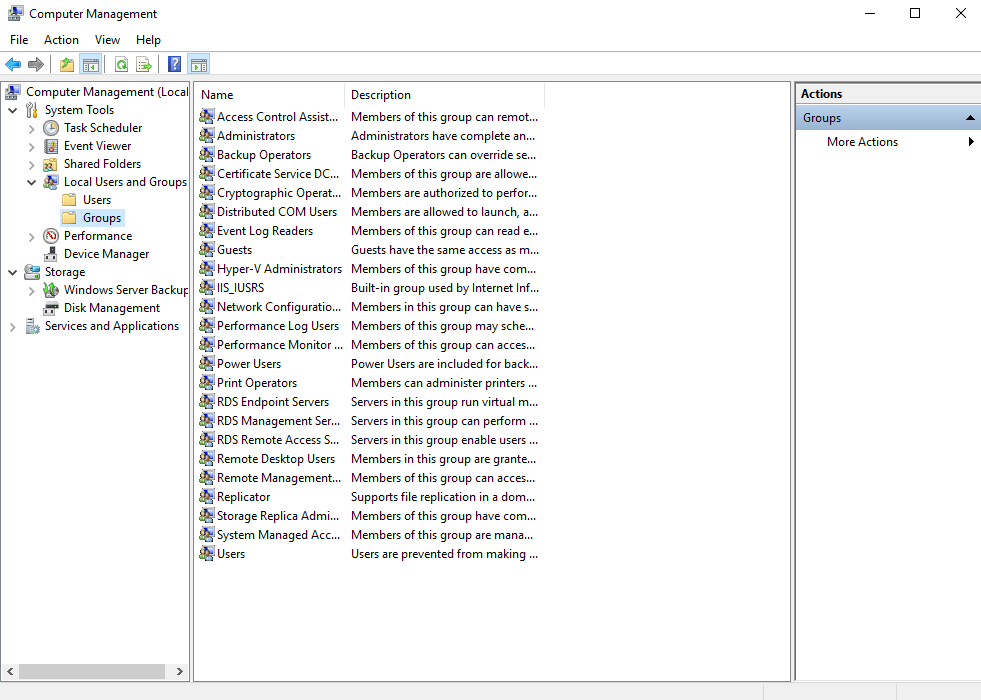 Computer Management
File Action View Help
Computer Management (Local
System Tools
Task Scheduler
Event Viewer
Shared Folders
Local Users and Groups
Users
Groups
Performance
Device Manager
Storage
Windows Server Backup
Disk Management
Services and Applications
Name Description
Access Control Assist... Members of this group can remot...
Administrators Administrators have complete an...
Backup Operators Backup Operators can override se...
Certificate Service DC... Members of this group are allowe...
Cryptographic Operat... Members are authorized to perfor...
Distributed COM Users Members are allowed to launch, a...
Event Log Readers Members of this group can read e...
Guests Guests have the same access as m...
Hyper-V Administrators Members of this group have com...
IIS_IUSRS Built-in group used by Internet Inf...
Network Configuratio... Members in this group can have s...
Performance Log Users Members of this group may sche...
Performance Monitor ... Members of this group can acces...
Power Users Power Users are included for back...
Print Operators Members can administer printers ...
RDS Endpoint Servers Servers in this group run virtual m...
RDS Management Ser... Servers in this group can perform ...
RDS Remote Access S... Servers in this group enable users ...
Remote Desktop Users Members in this group are grante...
Remote Management... Members of this group can acces...
Replicator Supports file replication in a dom...
Storage Replica Admi... Members of this group have com...
System Managed Acc... Members of this group are mana...
Users Users are prevented from making ...
Actions
Groups
More Actions